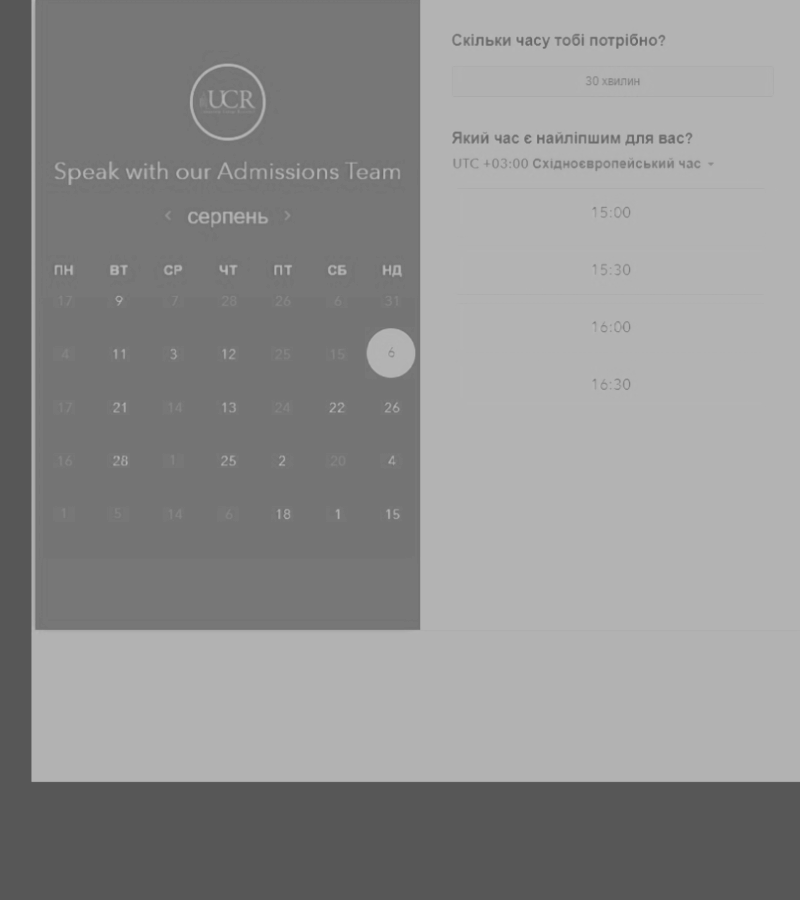 UCR
Speak with our Admissions Team
‹ серпень ›
ПН ВТ СР ЧТ ПТ СБ НД
17 9 7 28 26 6 31
4 11 3 12 25 15 6
17 21 14 13 24 22 26
16 28 1 25 2 20 4
1 5 14 6 18 1 15
Скільки часу тобі потрібно?
30 хвилин
Який час є найліпшим для вас?
UTC +03:00 Східноєвропейський час
15:00
15:30
16:00
16:30